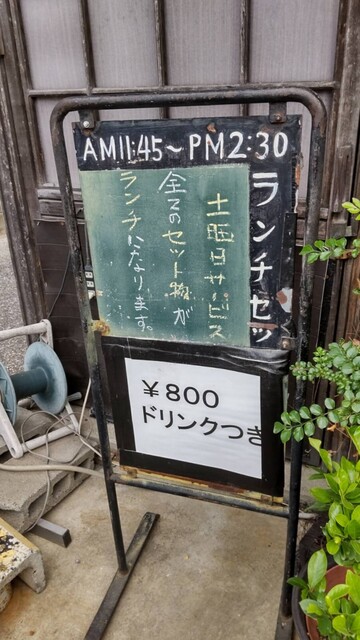 AM11:45～PM2:30
ランチセッ
土曜日サービス
全てのセット物が
ランチになります。
￥800
ドリンクつき